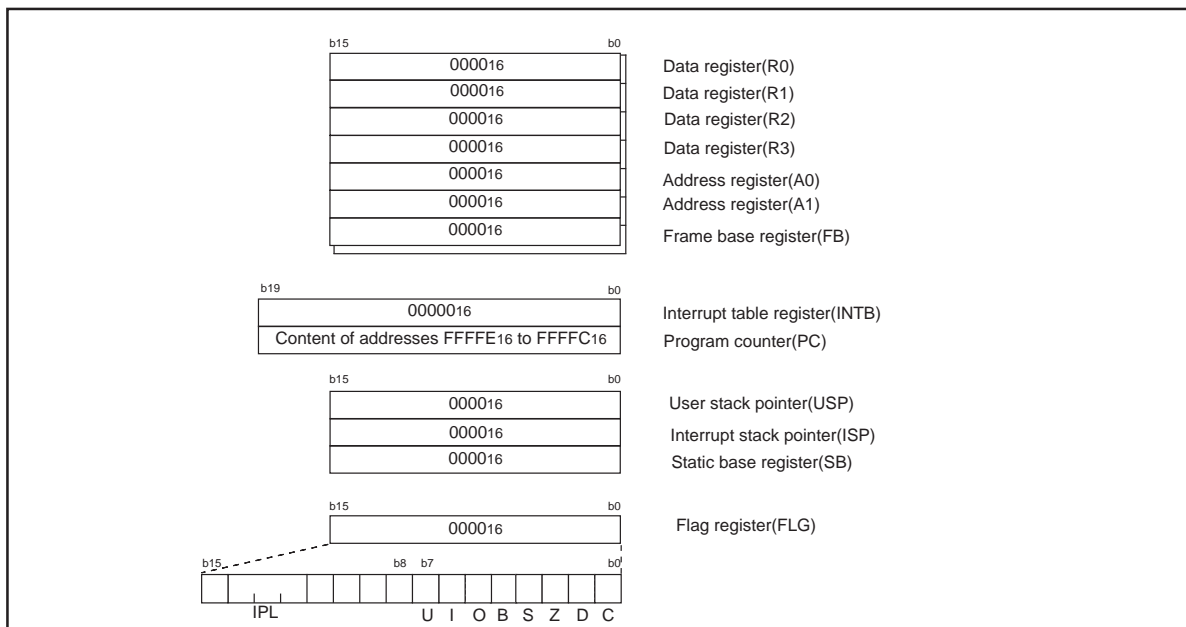 b15 b0
000016 Data register(R0)
000016 Data register(R1)
000016 Data register(R2)
000016 Data register(R3)
000016 Address register(A0)
000016 Address register(A1)
000016 Frame base register(FB)
b19 b0
0000016 Interrupt table register(INTB)
Content of addresses FFFFE16 to FFFFC16 Program counter(PC)
b15 b0
000016 User stack pointer(USP)
000016 Interrupt stack pointer(ISP)
000016 Static base register(SB)
b15 b0
000016 Flag register(FLG)
b15 b8 b7 b0
IPL U I O B S Z D C